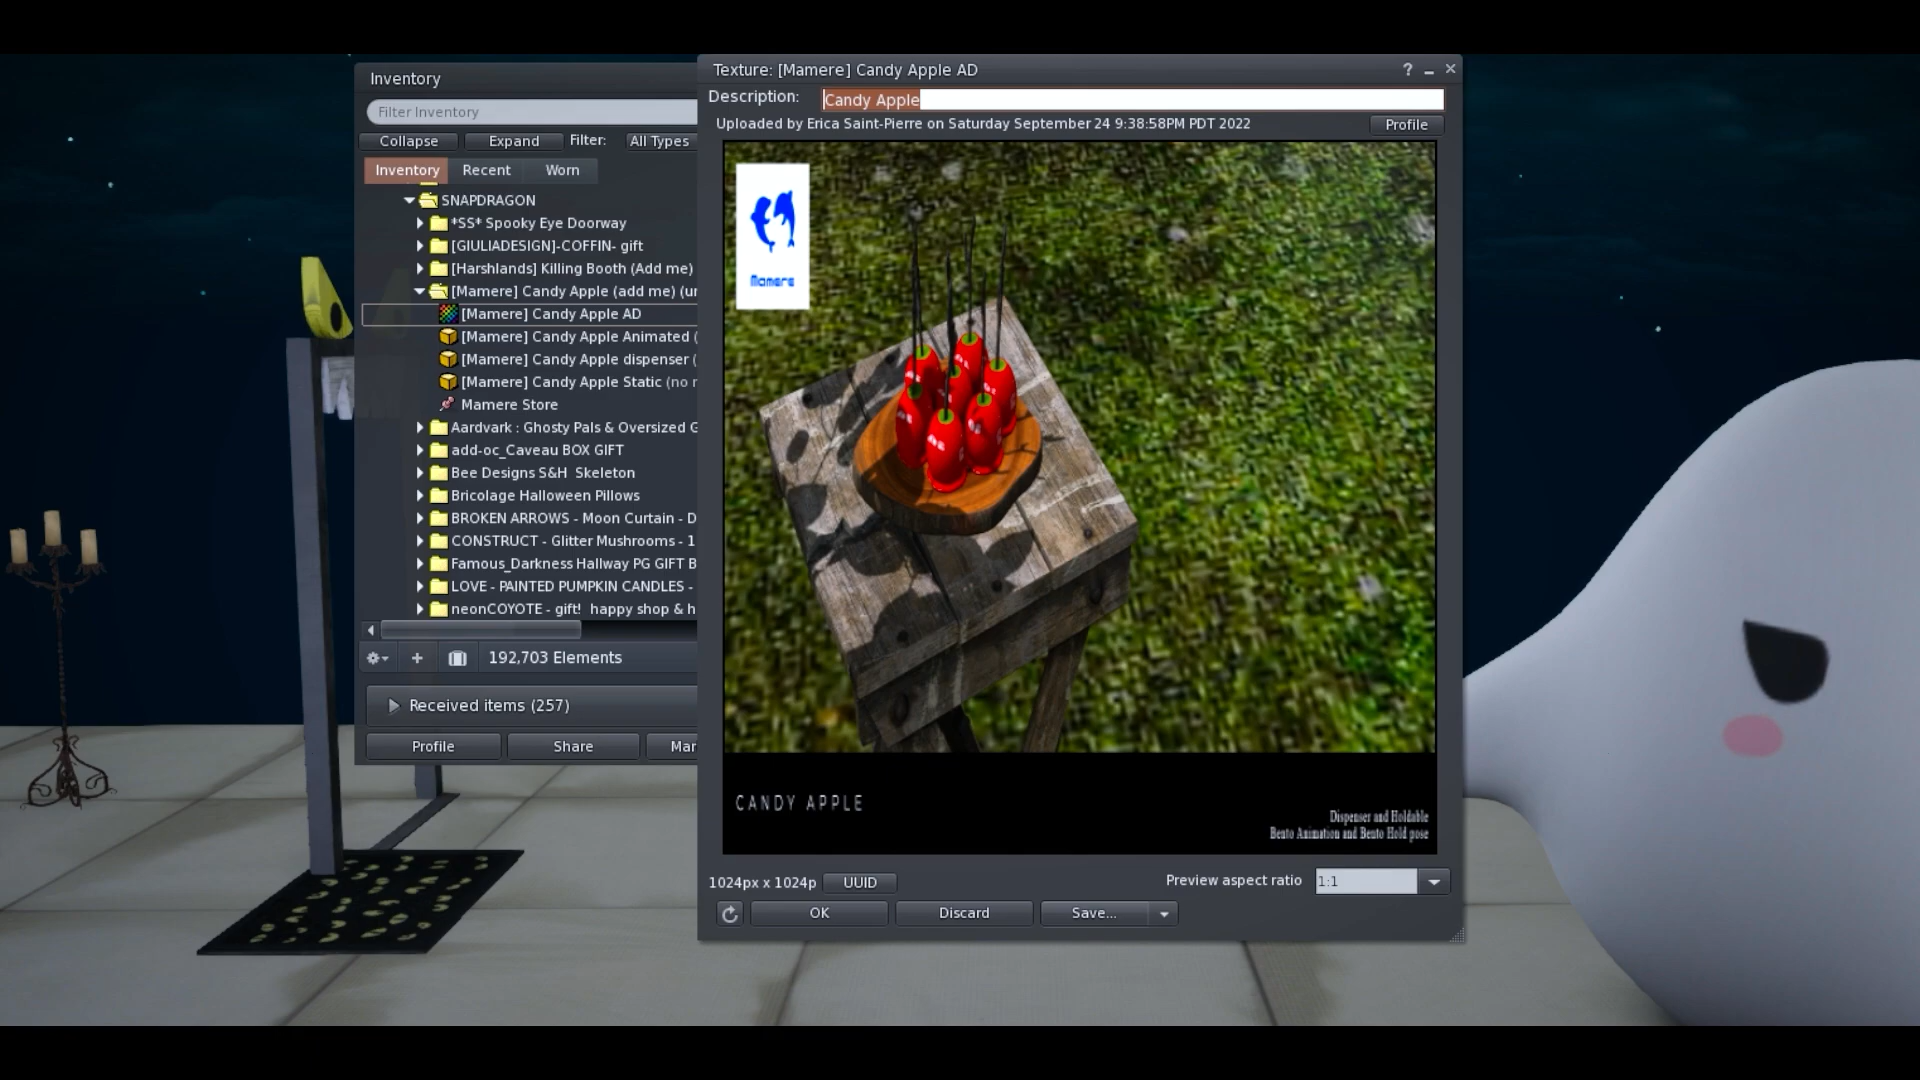 Inventory
Filter Inventory
Collapse
Expand
Filter:
All Types
Inventory
Recent
Worn
SNAPDRAGON
*SS* Spooky Eye Doorway
[GIULIADESIGN]-COFFIN- gift
[Harshlands] Killing Booth (Add me)
[Mamere] Candy Apple (add me) (ur
[Mamere] Candy Apple AD
[Mamere] Candy Apple Animated (
[Mamere] Candy Apple dispenser (
[Mamere] Candy Apple Static (no r
Mamere Store
Aardvark : Ghosty Pals & Oversized G
add-oc_Caveau BOX GIFT
Bee Designs S&H  Skeleton
Bricolage Halloween Pillows
BROKEN ARROWS - Moon Curtain - D
CONSTRUCT - Glitter Mushrooms - 1
Famous_Darkness Hallway PG GIFT B
LOVE - PAINTED PUMPKIN CANDLES -
neonCOYOTE - gift!  happy shop & h
192,703 Elements
Received items (257)
Profile
Share
Mar
Texture: [Mamere] Candy Apple AD
Description:
Candy Apple
Uploaded by Erica Saint-Pierre on Saturday September 24 9:38:58PM PDT 2022
Profile
Mamere
CANDY APPLE
Dispenser and Holdable
Bento Animation and Bento Hold pose
1024px x 1024p
UUID
Preview aspect ratio
1:1
OK
Discard
Save...